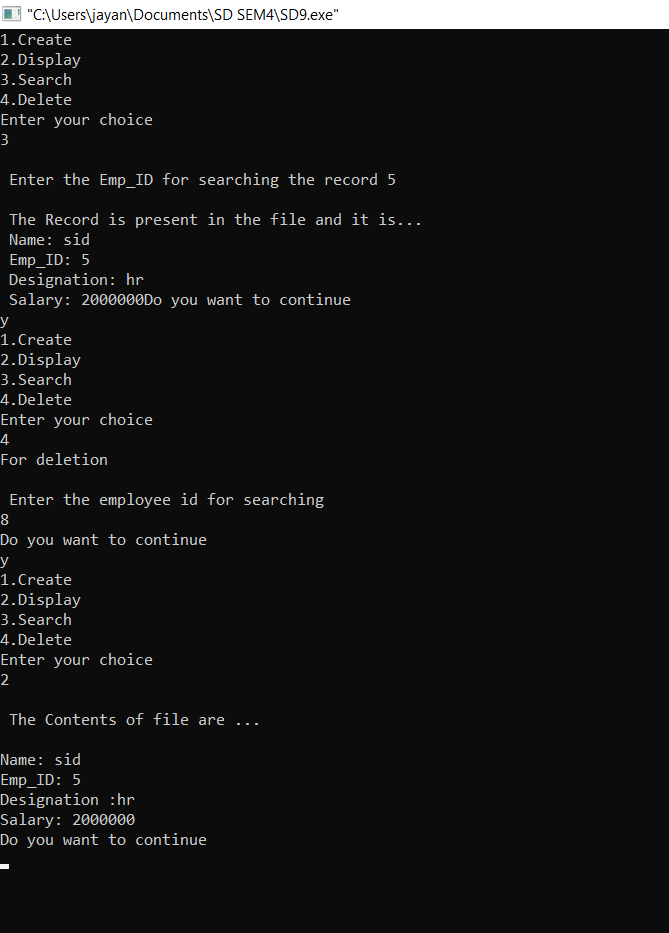 "C:\Users\jayan\Documents\SD SEM4\SD9.exe"
1.Create
2.Display
3.Search
4.Delete
Enter your choice
3
Enter the Emp_ID for searching the record 5
The Record is present in the file and it is...
Name: sid
Emp_ID: 5
Designation: hr
Salary: 2000000Do you want to continue
y
1.Create
2.Display
3.Search
4.Delete
Enter your choice
4
For deletion
Enter the employee id for searching
8
Do you want to continue
y
1.Create
2.Display
3.Search
4.Delete
Enter your choice
2
The Contents of file are ...
Name: sid
Emp_ID: 5
Designation :hr
Salary: 2000000
Do you want to continue